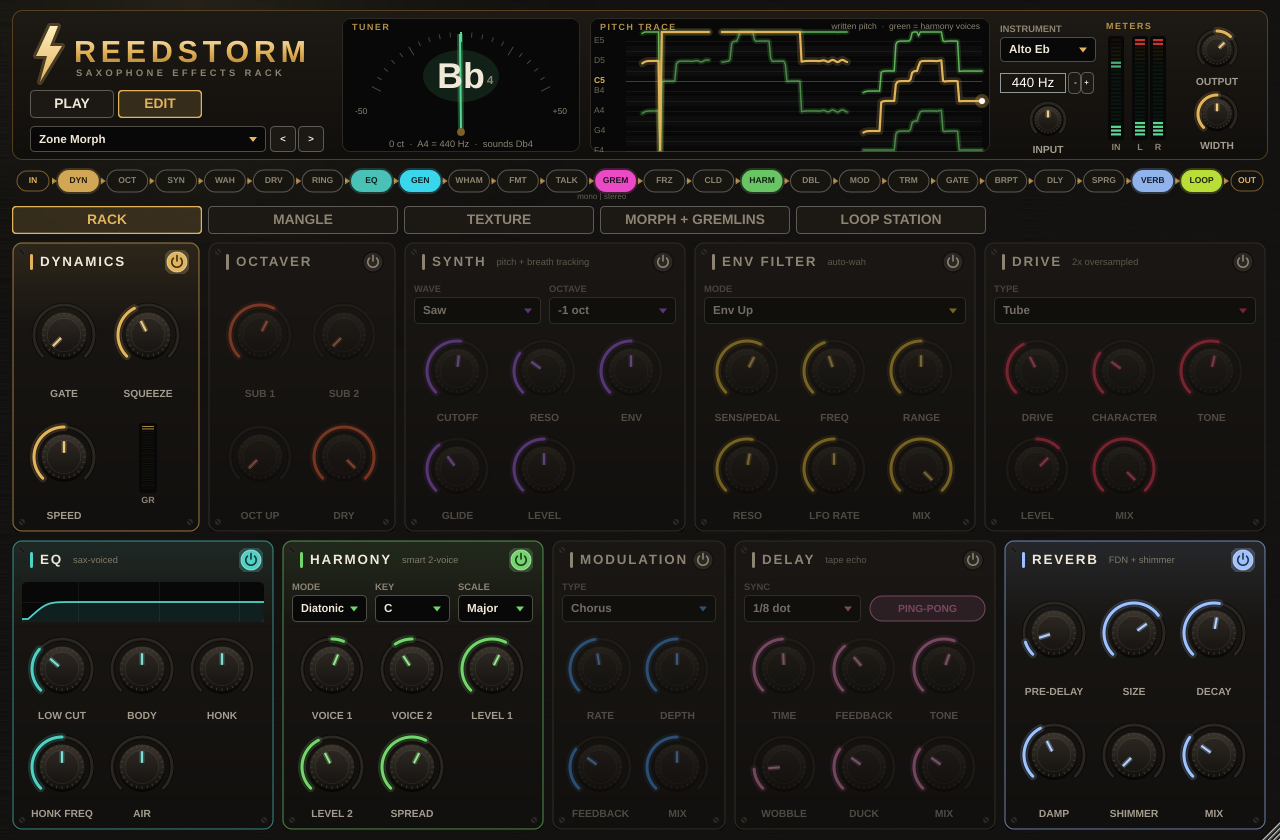 REEDSTORM
SAXOPHONE EFFECTS RACK
PLAY
EDIT
Zone Morph
<
>
TUNER
Bb4
-50
+50
0 ct · A4 = 440 Hz · sounds Db4
PITCH TRACE
written pitch · green = harmony voices
E5
D5
C5
B4
A4
G4
F4
INSTRUMENT
Alto Eb
440 Hz
-
+
INPUT
METERS
IN
L
R
OUTPUT
WIDTH
IN
DYN
OCT
SYN
WAH
DRV
RING
EQ
GEN
WHAM
FMT
TALK
GREM
FRZ
CLD
HARM
DBL
MOD
TRM
GATE
BRPT
DLY
SPRG
VERB
LOOP
OUT
mono | stereo
RACK
MANGLE
TEXTURE
MORPH + GREMLINS
LOOP STATION
DYNAMICS
GATE
SQUEEZE
SPEED
GR
OCTAVER
SUB 1
SUB 2
OCT UP
DRY
SYNTH
pitch + breath tracking
WAVE
OCTAVE
Saw
-1 oct
CUTOFF
RESO
ENV
GLIDE
LEVEL
ENV FILTER
auto-wah
MODE
Env Up
SENS/PEDAL
FREQ
RANGE
RESO
LFO RATE
MIX
DRIVE
2x oversampled
TYPE
Tube
DRIVE
CHARACTER
TONE
LEVEL
MIX
EQ
sax-voiced
LOW CUT
BODY
HONK
HONK FREQ
AIR
HARMONY
smart 2-voice
MODE
KEY
SCALE
Diatonic
C
Major
VOICE 1
VOICE 2
LEVEL 1
LEVEL 2
SPREAD
MODULATION
TYPE
Chorus
RATE
DEPTH
FEEDBACK
MIX
DELAY
tape echo
SYNC
1/8 dot
PING-PONG
TIME
FEEDBACK
TONE
WOBBLE
DUCK
MIX
REVERB
FDN + shimmer
PRE-DELAY
SIZE
DECAY
DAMP
SHIMMER
MIX